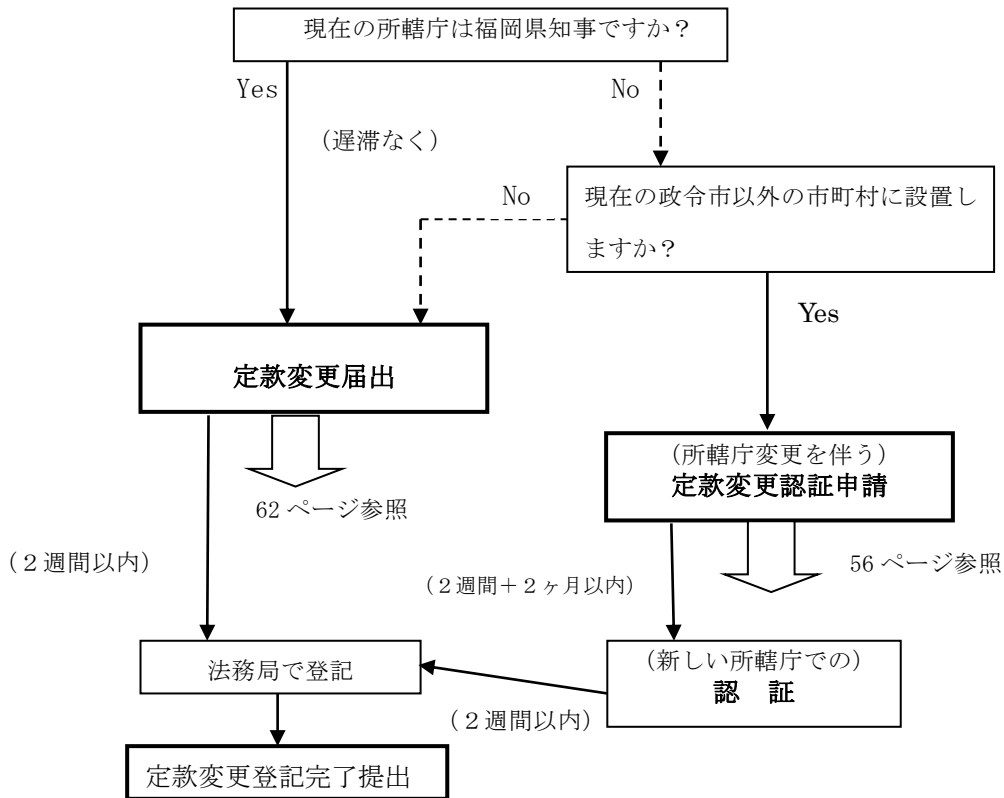 現在の所轄庁は福岡県知事ですか？
Yes
No
（遅滞なく）
No
現在の政令市以外の市町村に設置し
ますか？
Yes
定款変更届出
(所轄庁変更を伴う)
定款変更認証申請
62 ページ参照
（２週間以内）
56 ページ参照
（２週間＋２ヶ月以内）
法務局で登記
(新しい所轄庁での)
認　証
（２週間以内）
定款変更登記完了提出